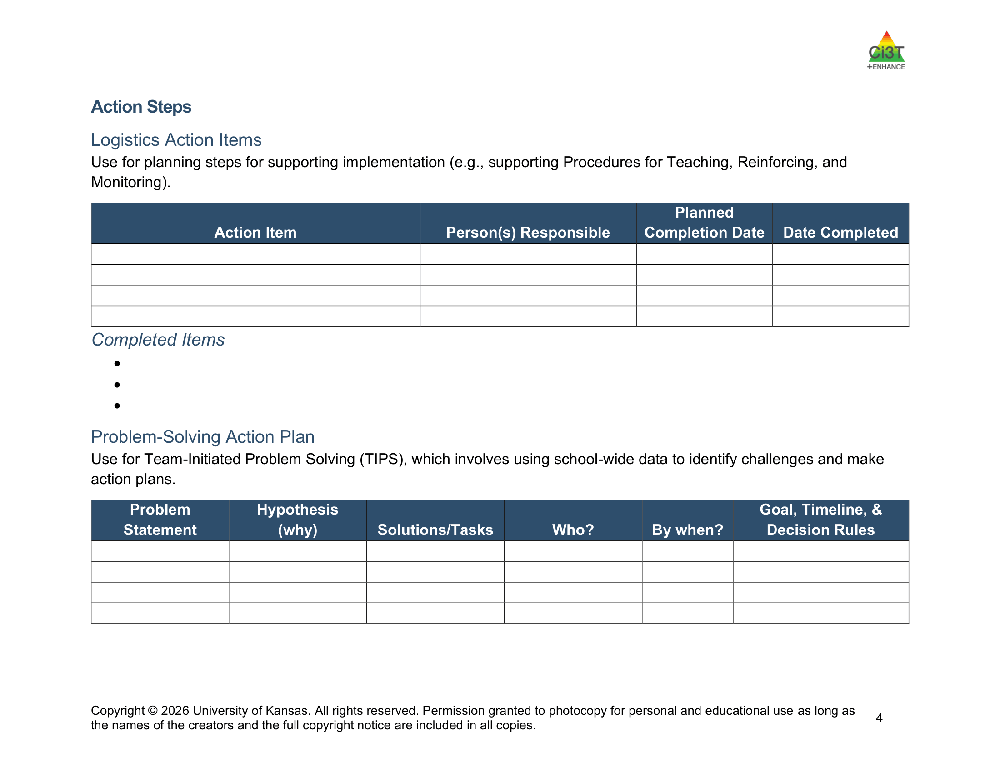 Ci3T
+ENHANCE
Action Steps
Logistics Action Items
Use for planning steps for supporting implementation (e.g., supporting Procedures for Teaching, Reinforcing, and
Monitoring).
Action Item
Person(s) Responsible
Planned
Completion Date
Date Completed
Completed Items
Problem-Solving Action Plan
Use for Team-Initiated Problem Solving (TIPS), which involves using school-wide data to identify challenges and make
action plans.
Problem
Statement
Hypothesis
(why)
Solutions/Tasks
Who?
By when?
Goal, Timeline, &
Decision Rules
Copyright © 2026 University of Kansas. All rights reserved. Permission granted to photocopy for personal and educational use as long as
the names of the creators and the full copyright notice are included in all copies.
4